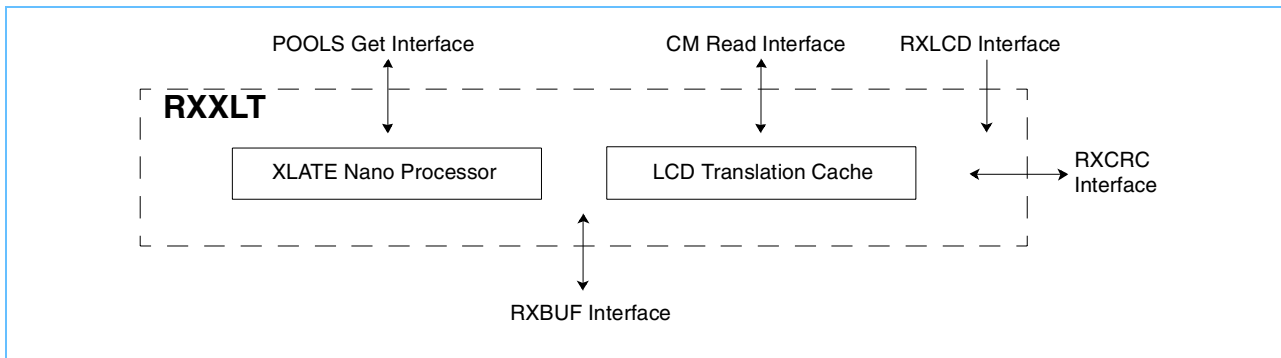 POOLS Get Interface
CM Read Interface
RXLCD Interface
RXXLT
XLATE Nano Processor
LCD Translation Cache
RXCRC
Interface
RXBUF Interface